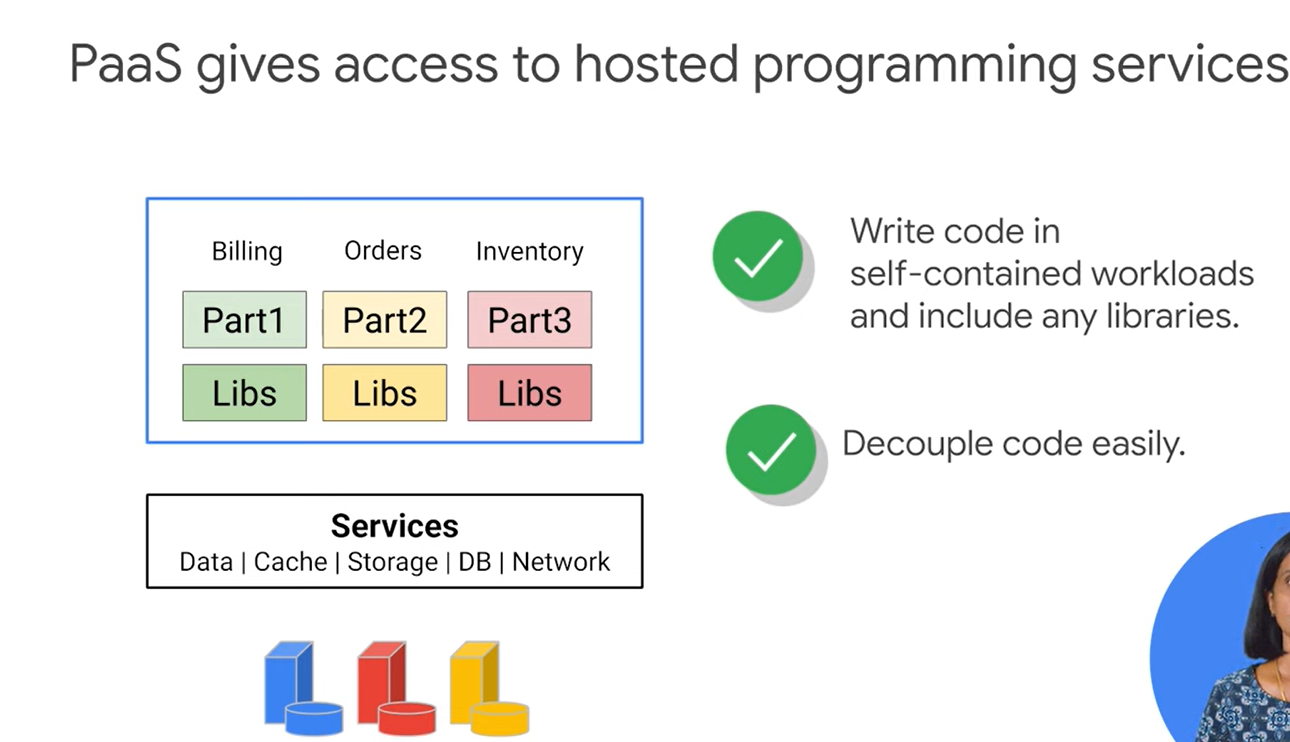 PaaS gives access to hosted programming services
Billing Orders Inventory
Part1 Part2 Part3
Libs Libs Libs
Services
Data | Cache | Storage | DB | Network
Write code in
self-contained workloads
and include any libraries.
Decouple code easily.